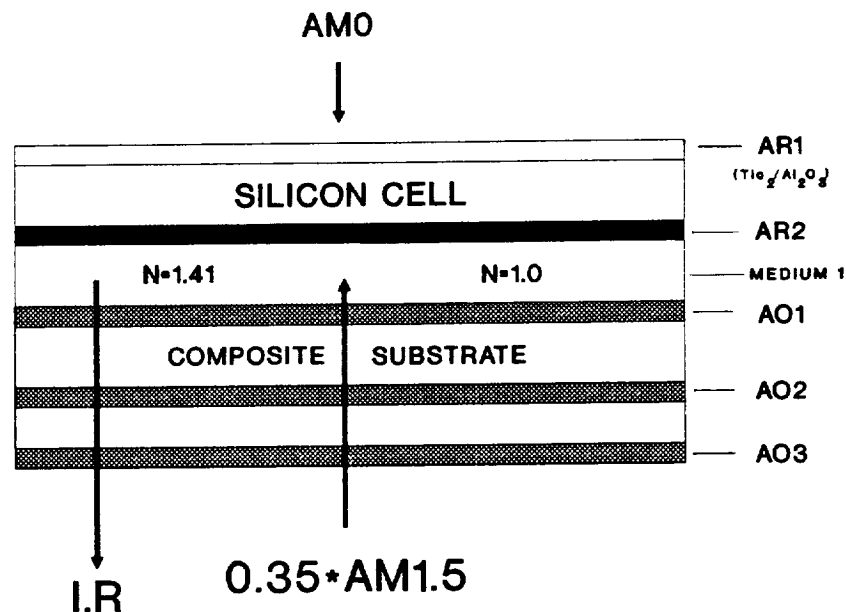 AM0
AR1
(TIO₂/AL₂O₃)
SILICON CELL
AR2
N=1.41
N=1.0
MEDIUM 1
AO1
COMPOSITE SUBSTRATE
AO2
AO3
I.R
0.35*AM1.5